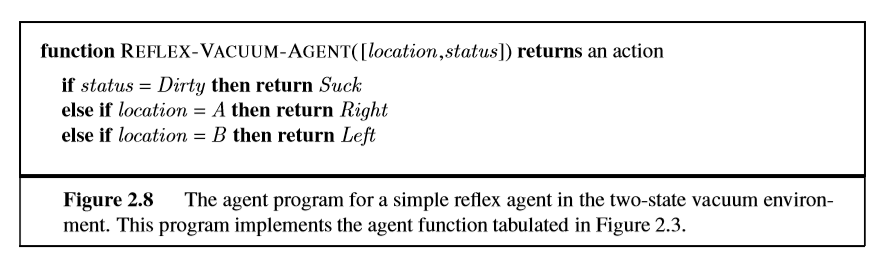 function REFLEX-VACUUM-AGENT([location,status]) returns an action
if status = Dirty then return Suck
else if location = A then return Right
else if location = B then return Left
Figure 2.8 The agent program for a simple reflex agent in the two-state vacuum environ-
ment. This program implements the agent function tabulated in Figure 2.3.